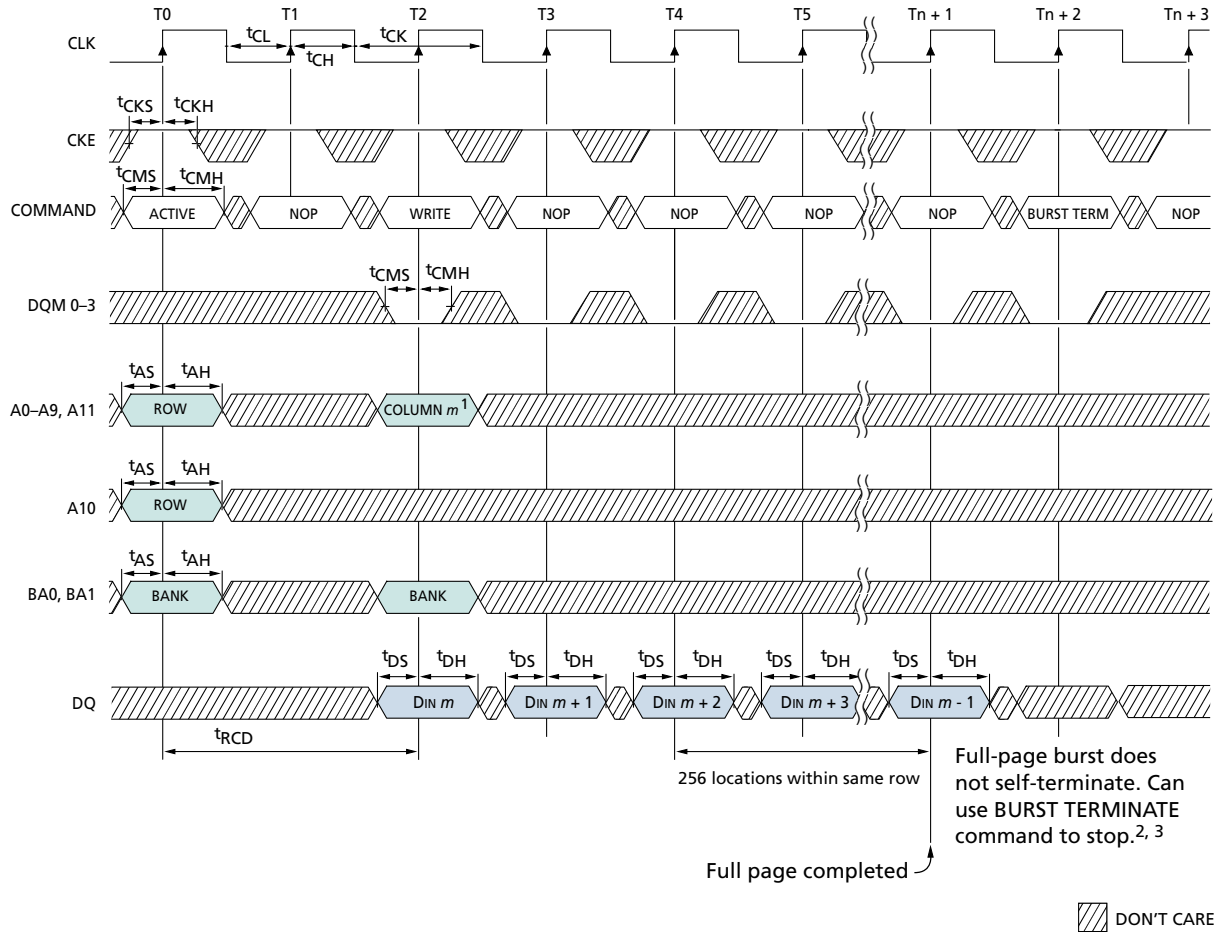 T0 T1 T2 T3 T4 T5 Tn + 1 Tn + 2 Tn + 3
CLK
tCL tCK
tCH
tCKS tCKH
CKE
tCMS tCMH
COMMAND ACTIVE NOP WRITE NOP NOP NOP NOP BURST TERM NOP
tCMS tCMH
DQM 0–3
tAS tAH
A0–A9, A11 ROW COLUMN m 1
tAS tAH
A10 ROW
tAS tAH
BA0, BA1 BANK BANK
tDS tDH tDS tDH tDS tDH tDS tDH tDS tDH
DQ DIN m DIN m + 1 DIN m + 2 DIN m + 3 DIN m - 1
tRCD
256 locations within same row
Full-page burst does
not self-terminate. Can
use BURST TERMINATE
command to stop.2, 3
Full page completed
DON'T CARE